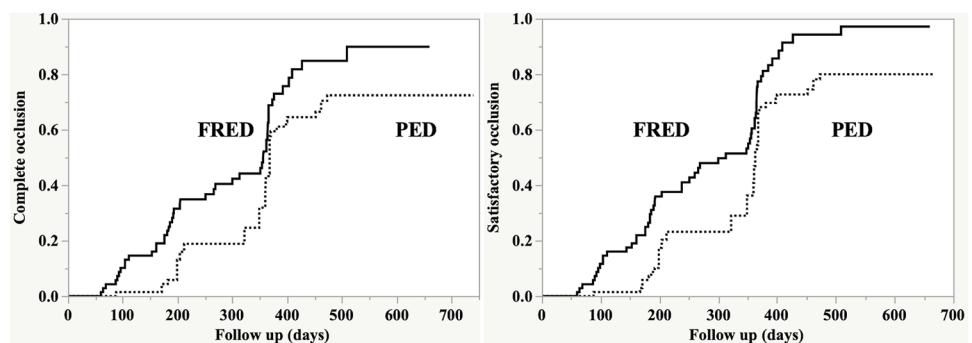 Complete occlusion
1.0
0.8
0.6
0.4
0.2
0.0
FRED
PED
0 100 200 300 400 500 600 700
Follow up (days)
Satisfactory occlusion
1.0
0.8
0.6
0.4
0.2
0.0
FRED
PED
0 100 200 300 400 500 600 700
Follow up (days)